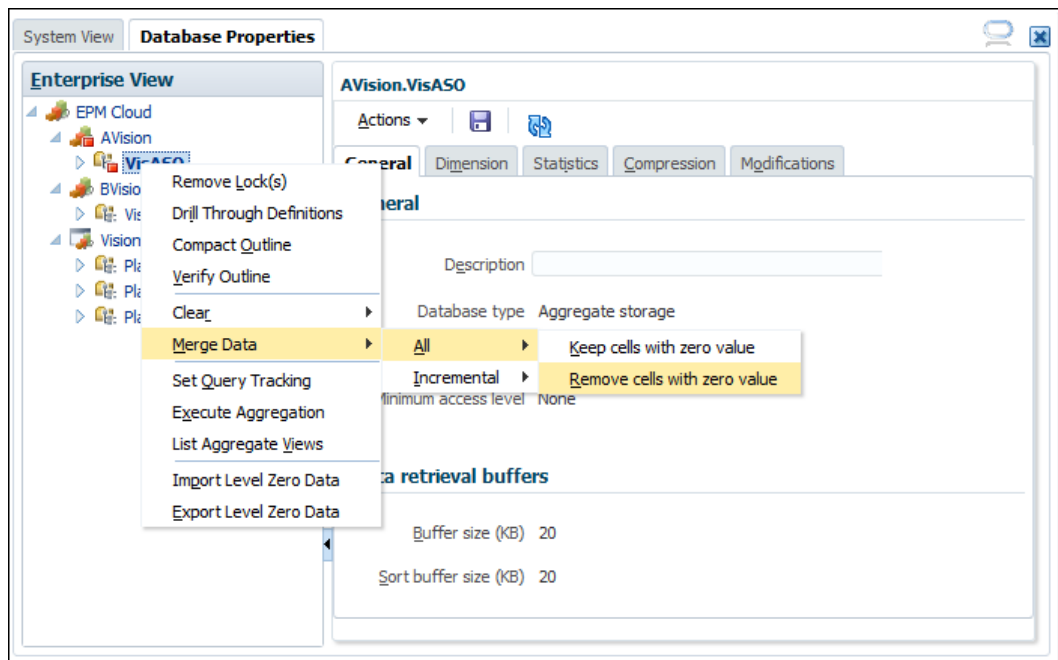 System View
Database Properties
Enterprise View
EPM Cloud
AVision
VisASO
BVisio
Vis
Vision
Pla
Pla
Pla
Remove Lock(s)
Drill Through Definitions
Compact Outline
Verify Outline
Clear
Merge Data
Set Query Tracking
Execute Aggregation
List Aggregate Views
Import Level Zero Data
Export Level Zero Data
All
Incremental
Keep cells with zero value
Remove cells with zero value
AVision.VisASO
Actions
General
Dimension
Statistics
Compression
Modifications
neral
Description
Database type Aggregate storage
Minimum access level None
ta retrieval buffers
Buffer size (KB) 20
Sort buffer size (KB) 20